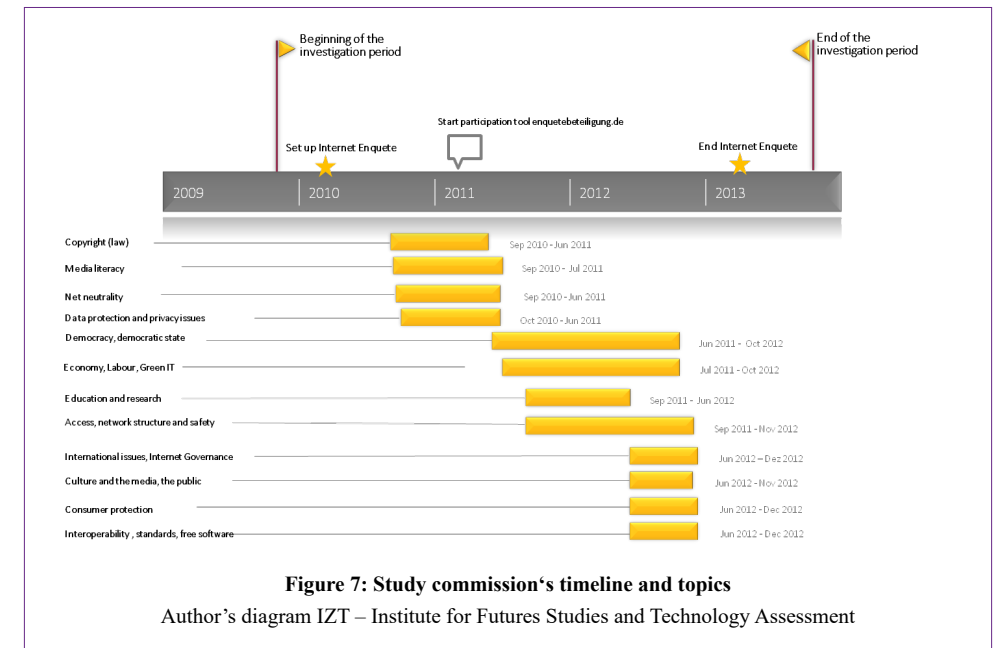 Beginning of the
investigation period
End of the
investigation period
Start participation tool enquetebeteiligung.de
Set up Internet Enquete
End Internet Enquete
2009
2010
2011
2012
2013
Copyright (law)
Sep 2010 - Jun 2011
Media literacy
Sep 2010 - Jul 2011
Net neutrality
Sep 2010 - Jun 2011
Data protection and privacy issues
Oct 2010 - Jun 2011
Democracy, democratic state
Jun 2011 - Oct 2012
Economy, Labour, Green IT
Jul 2011 - Oct 2012
Education and research
Sep 2011 - Jun 2012
Access, network structure and safety
Sep 2011 - Nov 2012
International issues, Internet Governance
Jun 2012 – Dez 2012
Culture and the media, the public
Jun 2012 - Nov 2012
Consumer protection
Jun 2012 - Dec 2012
Interoperability , standards, free software
Jun 2012 - Dec 2012
Figure 7: Study commission‘s timeline and topics
Author’s diagram IZT – Institute for Futures Studies and Technology Assessment